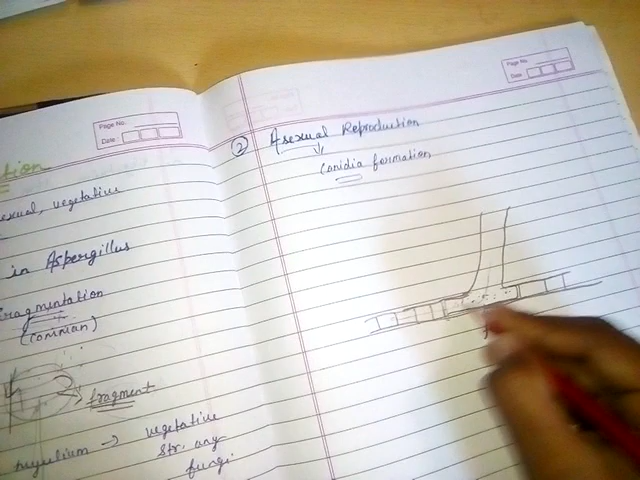 Page No.
Date
tion
exual, vegetative
in Aspergillus
Fragmentation
(common)
fragment
mycelium → vegetative
str. any
fungi
Page No.
Date
② Asexual Reproduction
↓
Conidia formation